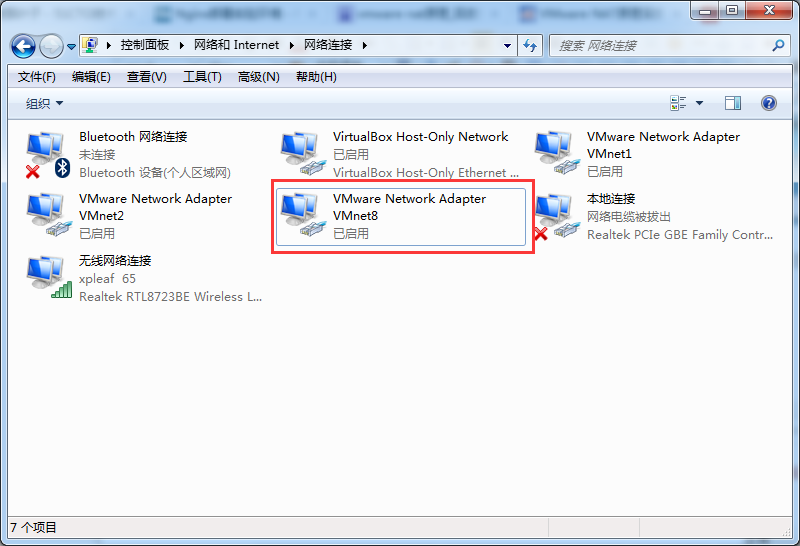 控制面板 网络和 Internet 网络连接
搜索 网络连接
文件(F) 编辑(E) 查看(V) 工具(T) 高级(N) 帮助(H)
组织
Bluetooth 网络连接
未连接
Bluetooth 设备(个人区域网)
VirtualBox Host-Only Network
已启用
VirtualBox Host-Only Ethernet ...
VMware Network Adapter
VMnet1
已启用
VMware Network Adapter
VMnet2
已启用
VMware Network Adapter
VMnet8
已启用
本地连接
网络电缆被拔出
Realtek PCIe GBE Family Contr...
无线网络连接
xpleaf 65
Realtek RTL8723BE Wireless L...
7 个项目